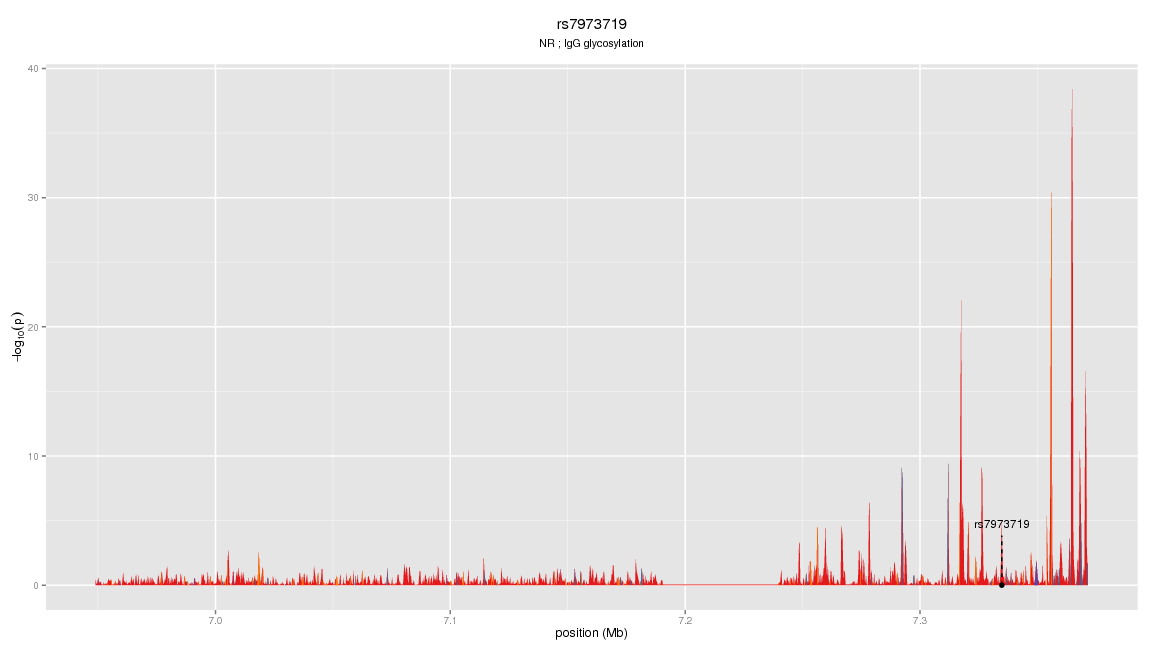 rs7973719
NR ; IgG glycosylation
40
30
20
10
0
−log10(p)
rs7973719
7.0 7.1 7.2 7.3
position (Mb)